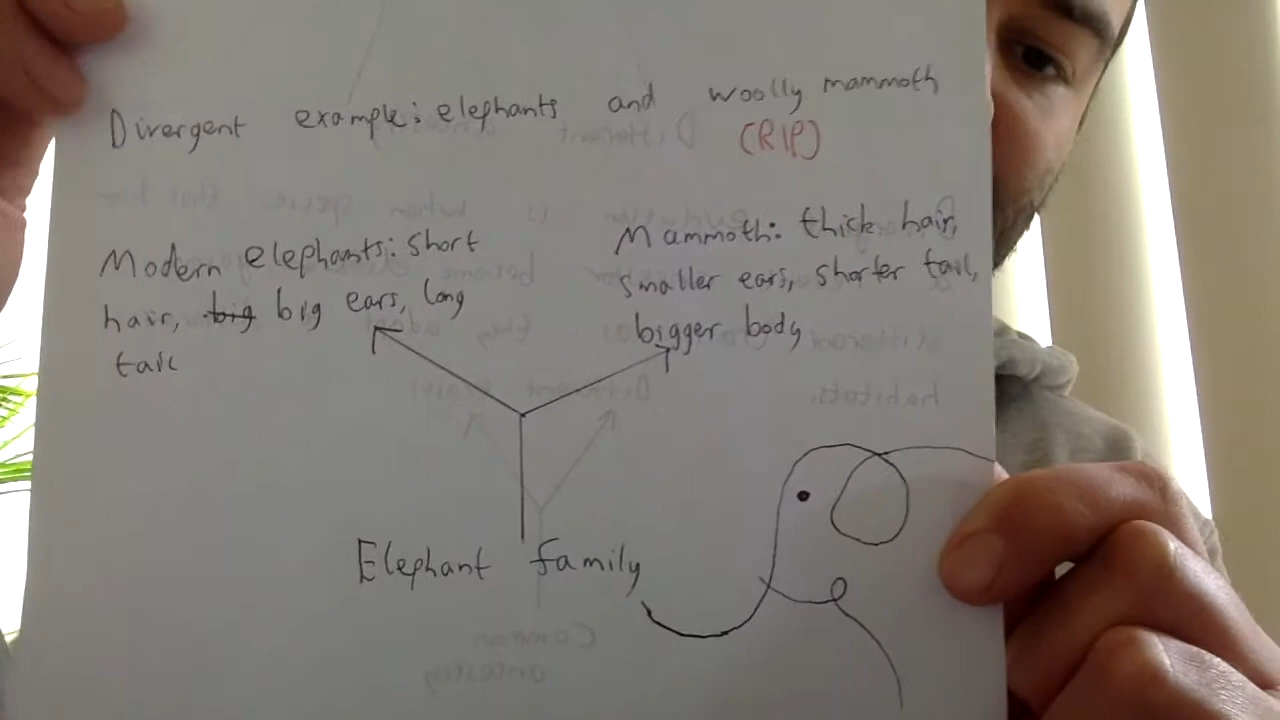 Divergent example: elephants and woolly mammoth
(RIP)
Modern elephants: short
hair, big big ears, long
tail
Mammoth: thick hair,
smaller ears, shorter tail,
bigger body
Elephant family